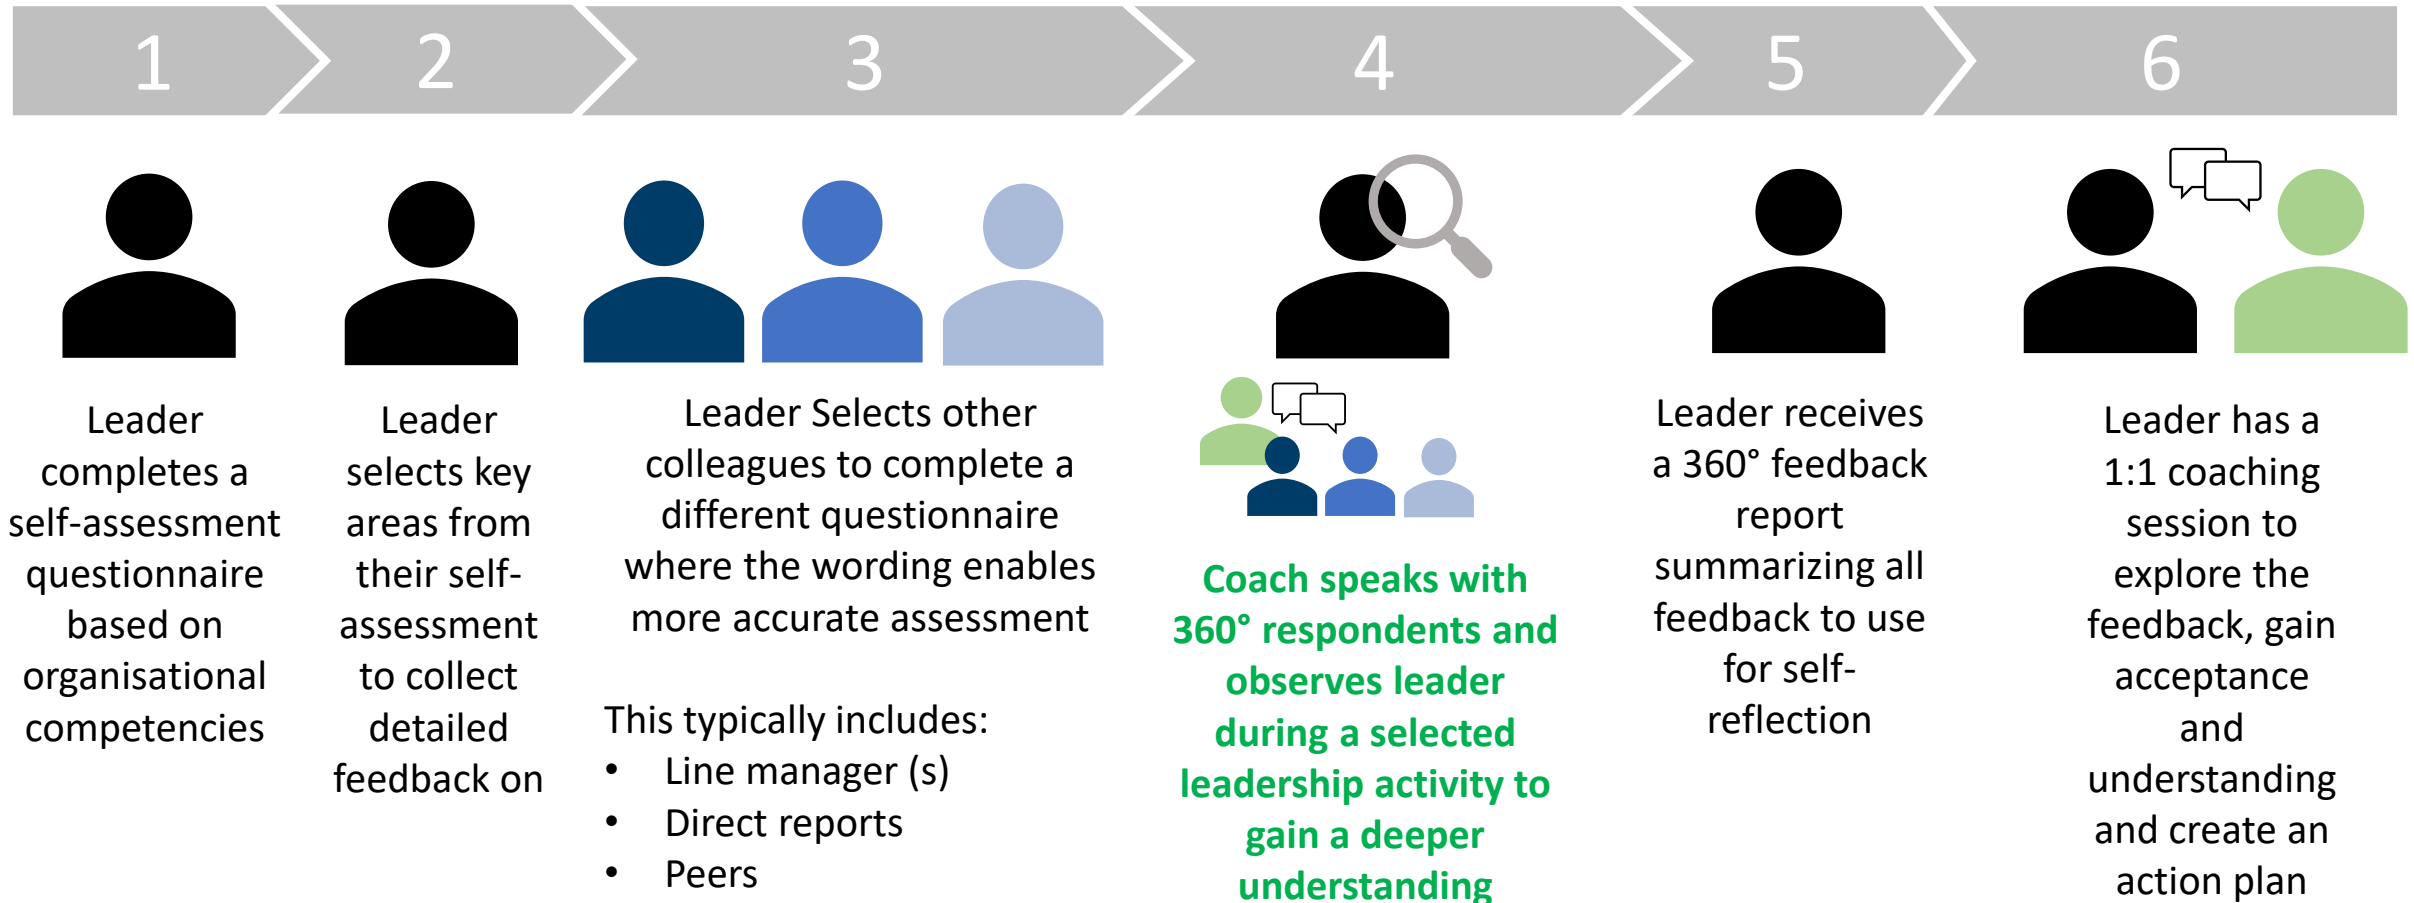 1
2
3
4
5
6
Leader
completes a
self-assessment
questionnaire
based on
organisational
competencies
Leader
selects key
areas from
their self-
assessment
to collect
detailed
feedback on
Leader Selects other
colleagues to complete a
different questionnaire
where the wording enables
more accurate assessment
This typically includes:
• Line manager (s)
• Direct reports
• Peers
Coach speaks with
360° respondents and
observes leader
during a selected
leadership activity to
gain a deeper
understanding
Leader receives
a 360° feedback
report
summarizing all
feedback to use
for self-
reflection
Leader has a
1:1 coaching
session to
explore the
feedback, gain
acceptance
and
understanding
and create an
action plan